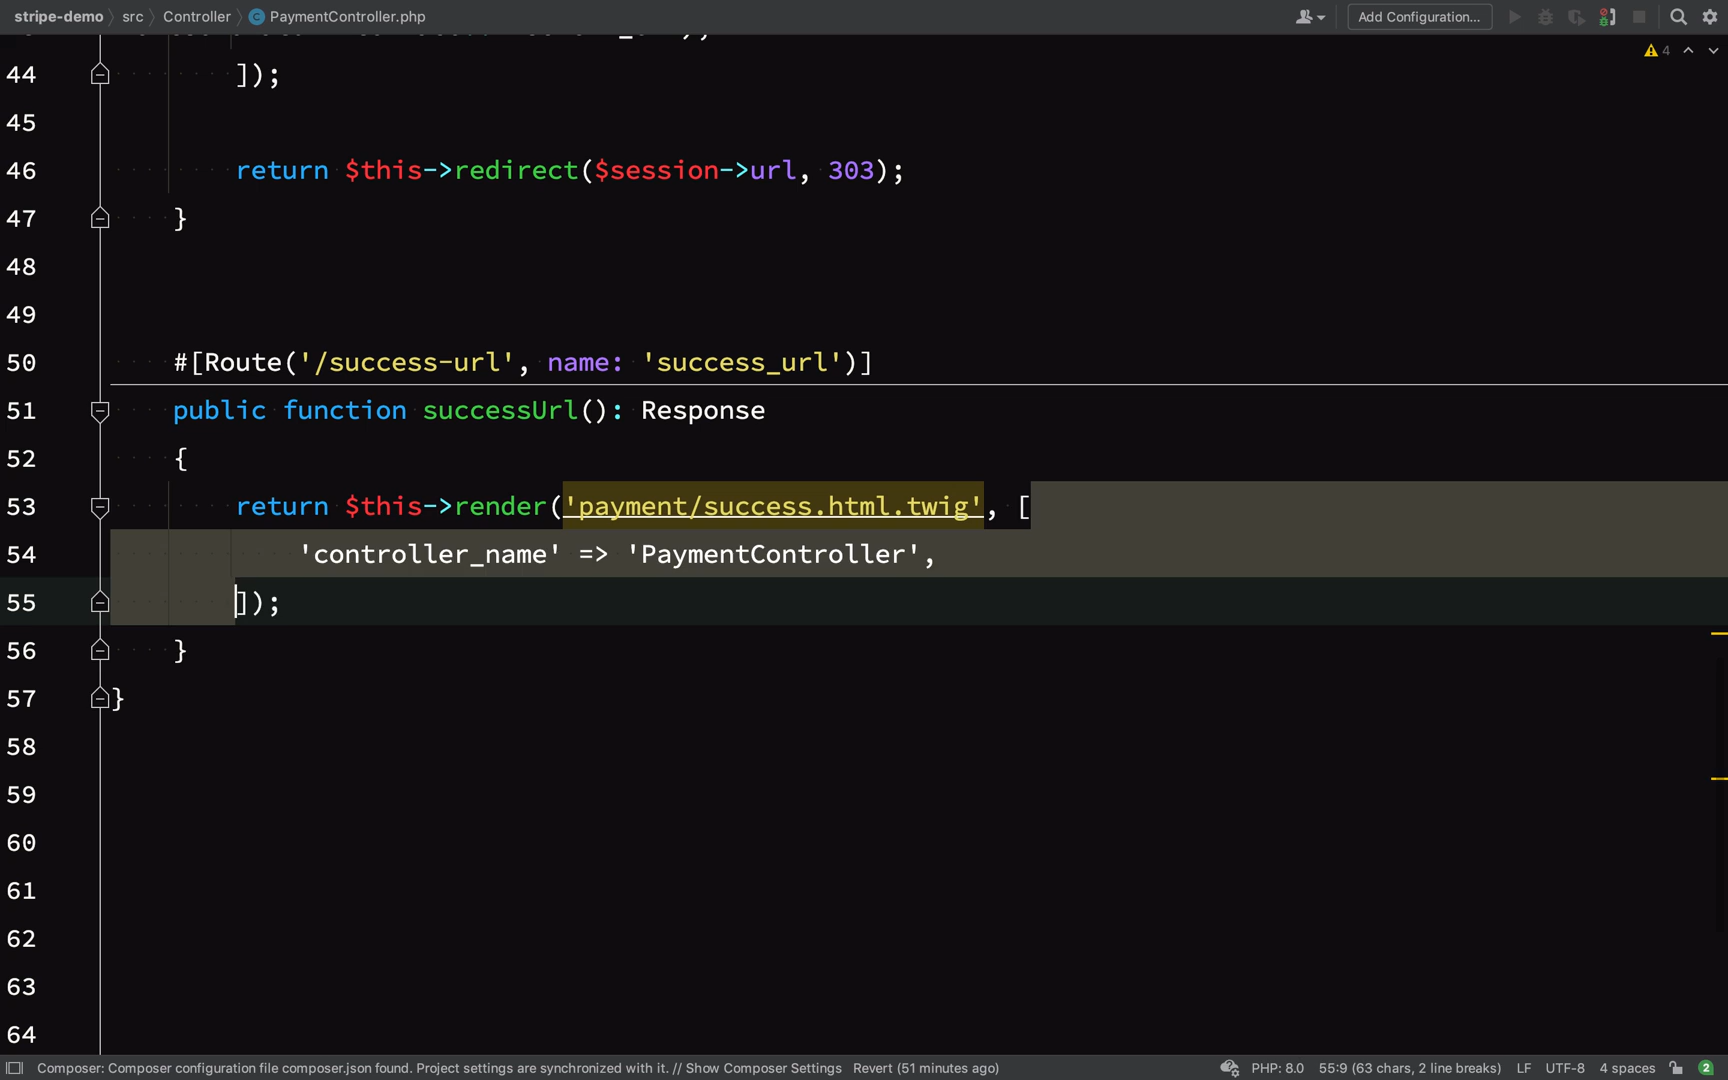 stripe-demo src Controller PaymentController.php Add Configuration...
4
44 ]);
45
46 return $this->redirect($session->url, 303);
47 }
48
49
50 #[Route('/success-url', name: 'success_url')]
51 public function successUrl(): Response
52 {
53 return $this->render('payment/success.html.twig', [
54 'controller_name' => 'PaymentController',
55 ]);
56 }
57 }
58
59
60
61
62
63
64
Composer: Composer configuration file composer.json found. Project settings are synchronized with it. // Show Composer Settings Revert (51 minutes ago) PHP: 8.0 55:9 (63 chars, 2 line breaks) LF UTF-8 4 spaces 2